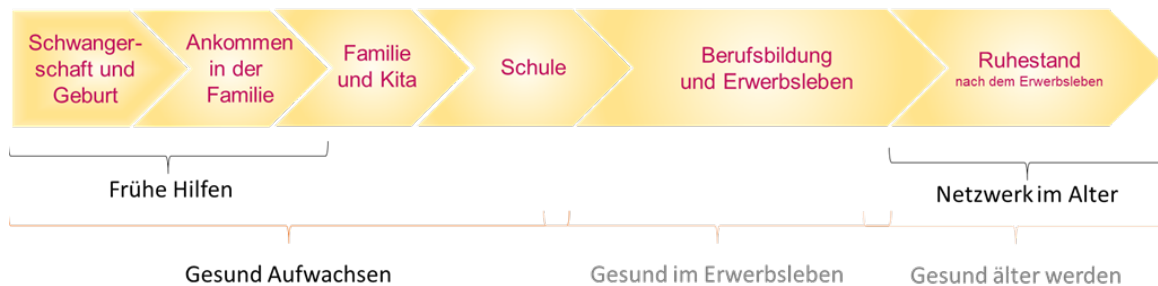 Schwanger-
schaft und
Geburt
Ankommen
in der
Familie
Familie
und Kita
Schule
Berufsbildung
und Erwerbsleben
Ruhestand
nach dem Erwerbsleben
Frühe Hilfen
Netzwerk im Alter
Gesund Aufwachsen
Gesund im Erwerbsleben
Gesund älter werden